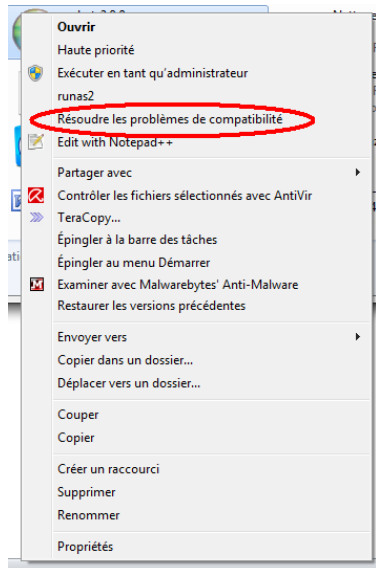 Ouvrir
Haute priorité
Exécuter en tant qu'administrateur
runas2
Résoudre les problèmes de compatibilité
Edit with Notepad++
Partager avec
Contrôler les fichiers sélectionnés avec AntiVir
TeraCopy...
Épingler à la barre des tâches
Épingler au menu Démarrer
Examiner avec Malwarebytes' Anti-Malware
Restaurer les versions précédentes
Envoyer vers
Copier dans un dossier...
Déplacer vers un dossier...
Couper
Copier
Créer un raccourci
Supprimer
Renommer
Propriétés